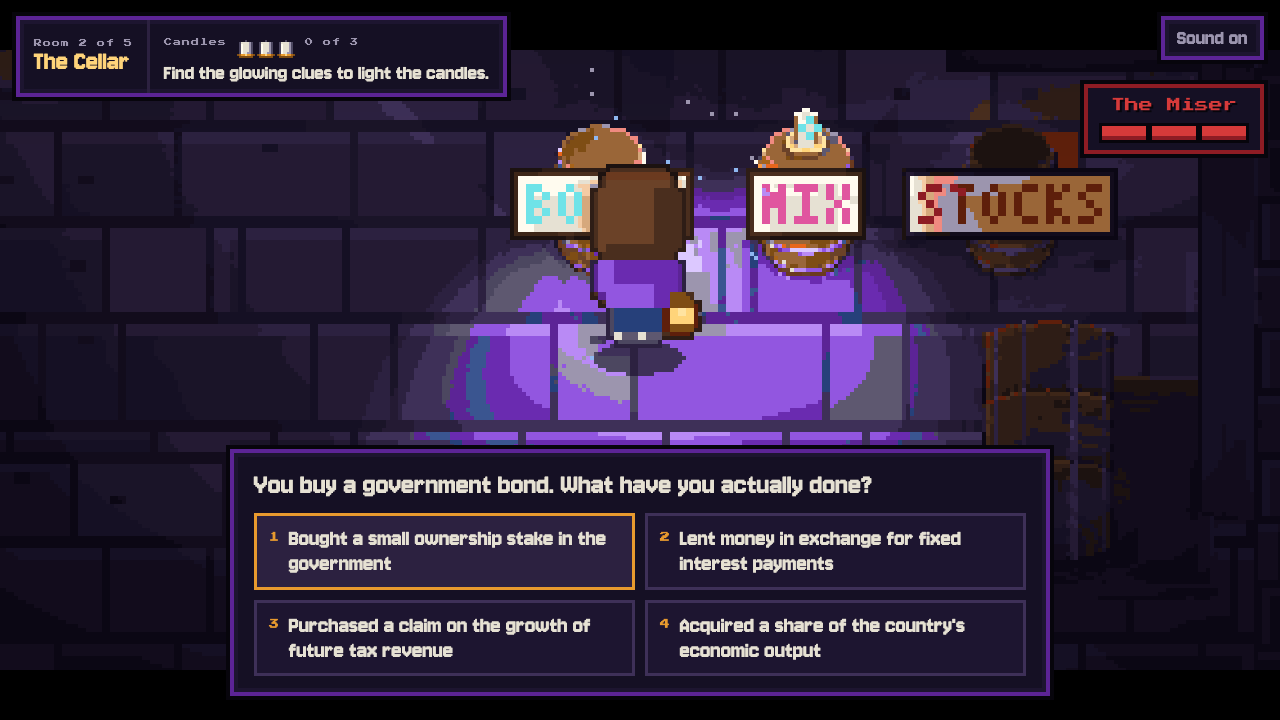 Room 2 of 5
The Cellar
Candles 0 of 3
Find the glowing clues to light the candles.
Sound on
The Miser
MIX
STOCKS
You buy a government bond. What have you actually done?
1 Bought a small ownership stake in the
government
2 Lent money in exchange for fixed
interest payments
3 Purchased a claim on the growth of
future tax revenue
4 Acquired a share of the country's
economic output